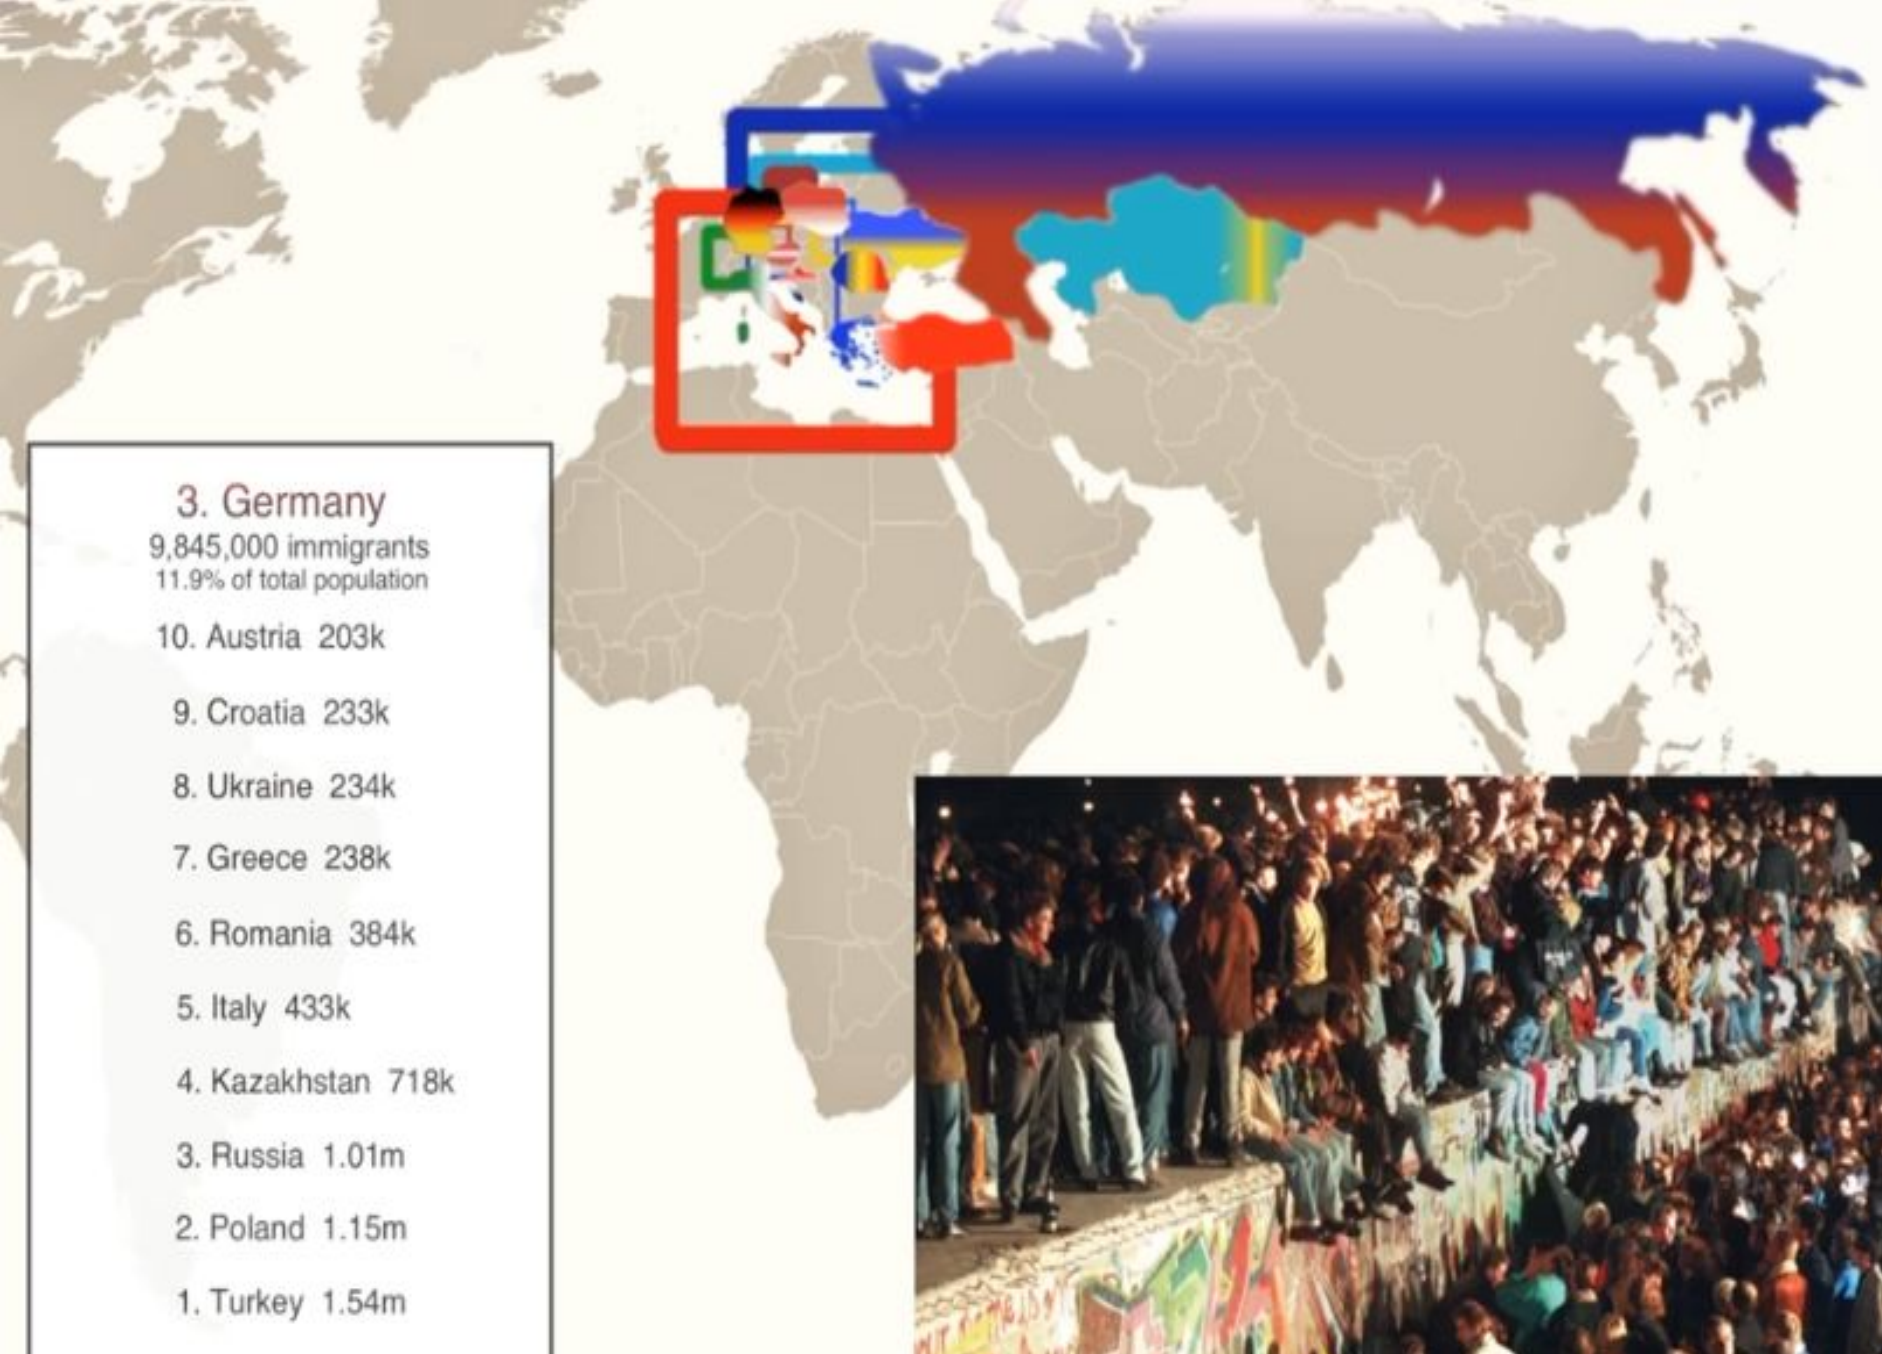 3. Germany
9,845,000 immigrants
11.9% of total population
10. Austria 203k
9. Croatia 233k
8. Ukraine 234k
7. Greece 238k
6. Romania 384k
5. Italy 433k
4. Kazakhstan 718k
3. Russia 1.01m
2. Poland 1.15m
1. Turkey 1.54m